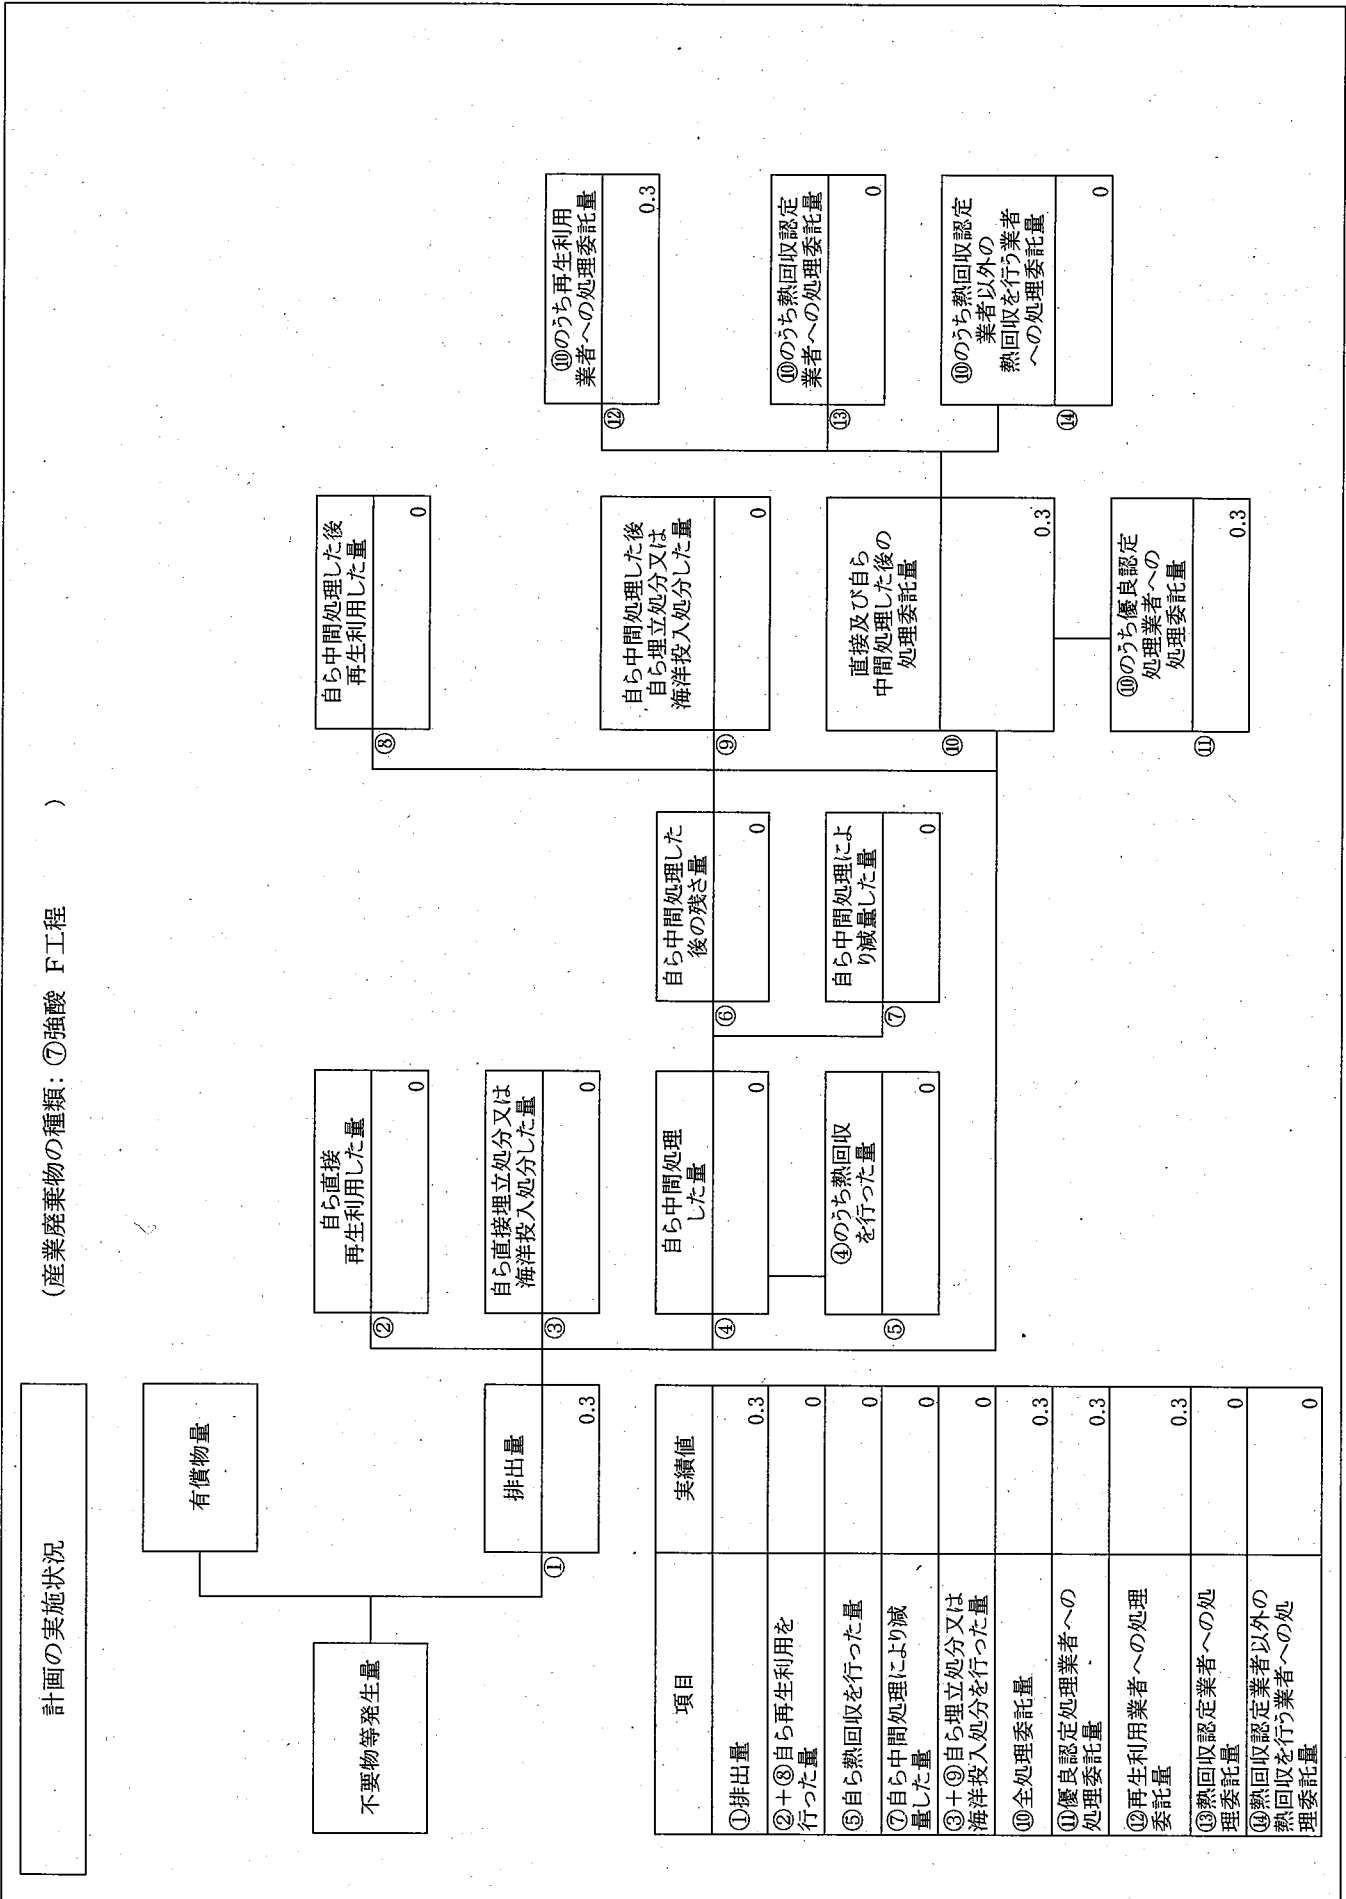 計画の実施状況
(産業廃棄物の種類：⑦強酸 F工程 )
有償物量
不要物等発生量
排出量
①
0.3
自ら直接
再生利用した量
②
0
自ら直接埋立処分又は
海洋投入処分した量
③
0
自ら中間処理
した量
④
0
④のうち熱回収
を行った量
⑤
0
自ら中間処理した
後の残さ量
⑥
0
自ら中間処理によ
り減量した量
⑦
0
自ら中間処理した後
再生利用した量
⑧
0
自ら中間処理した後
自ら埋立処分又は
海洋投入処分した量
⑨
0
直接及び自ら
中間処理した後の
処理委託量
⑩
0.3
⑩のうち優良認定
処理業者への
処理委託量
⑪
0.3
⑩のうち再生利用
業者への処理委託量
⑫
0.3
⑩のうち熱回収認定
業者への処理委託量
⑬
0
⑩のうち熱回収認定
業者以外の
熱回収を行う業者
への処理委託量
⑭
0
項目 実績値
①排出量 0.3
②＋⑧自ら再生利用を
行った量 0
⑤自ら熱回収を行った量 0
⑦自ら中間処理により減
量した量 0
③＋⑨自ら埋立処分又は
海洋投入処分を行った量 0
⑩全処理委託量 0.3
⑪優良認定処理業者への
処理委託量 0.3
⑫再生利用業者への処理
委託量 0.3
⑬熱回収認定業者への処
理委託量 0
⑭熱回収認定業者以外の
熱回収を行う業者への処
理委託量 0